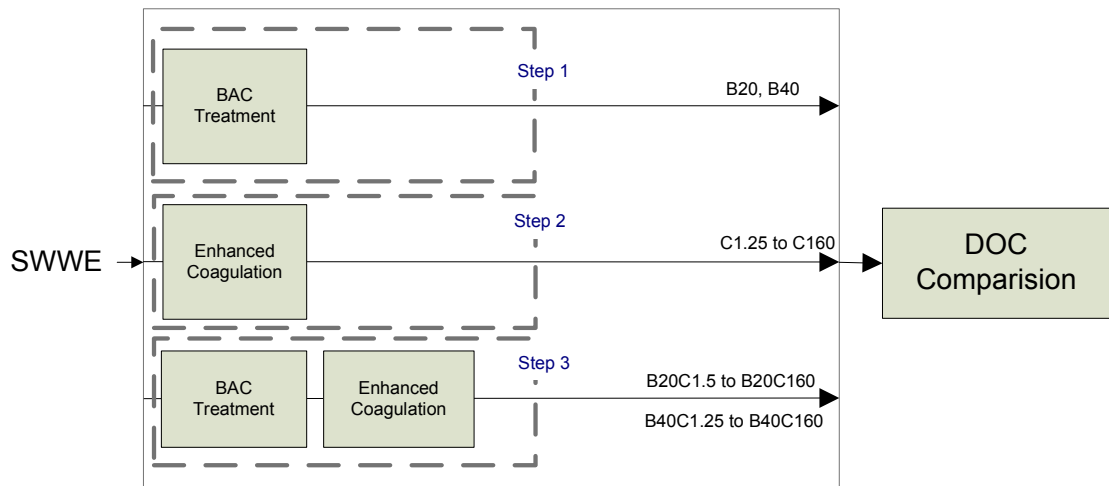 Step 1
BAC
Treatment
B20, B40
Step 2
SWWE
Enhanced
Coagulation
C1.25 to C160
DOC
Comparision
Step 3
BAC
Treatment
Enhanced
Coagulation
B20C1.5 to B20C160
B40C1.25 to B40C160